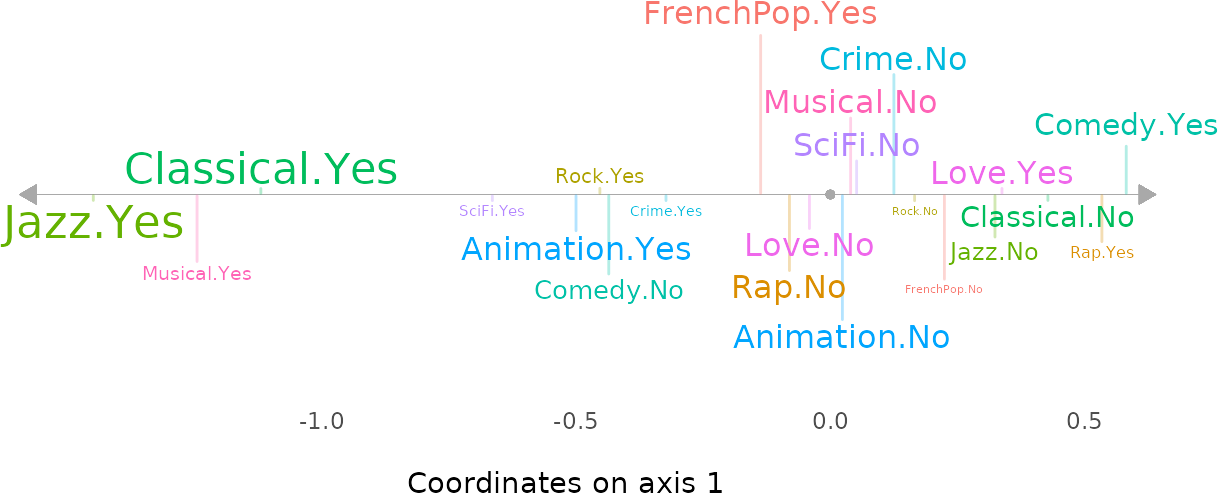 FrenchPop.Yes
Crime.No
Musical.No
Comedy.Yes
SciFi.No
Classical.Yes
Rock.Yes
Love.Yes
Jazz.Yes
SciFi.Yes
Crime.Yes
Rock.No
Classical.No
Animation.Yes
Love.No
Jazz.No
Rap.Yes
Musical.Yes
Comedy.No
Rap.No
FrenchPop.No
Animation.No
-1.0 -0.5 0.0 0.5
Coordinates on axis 1